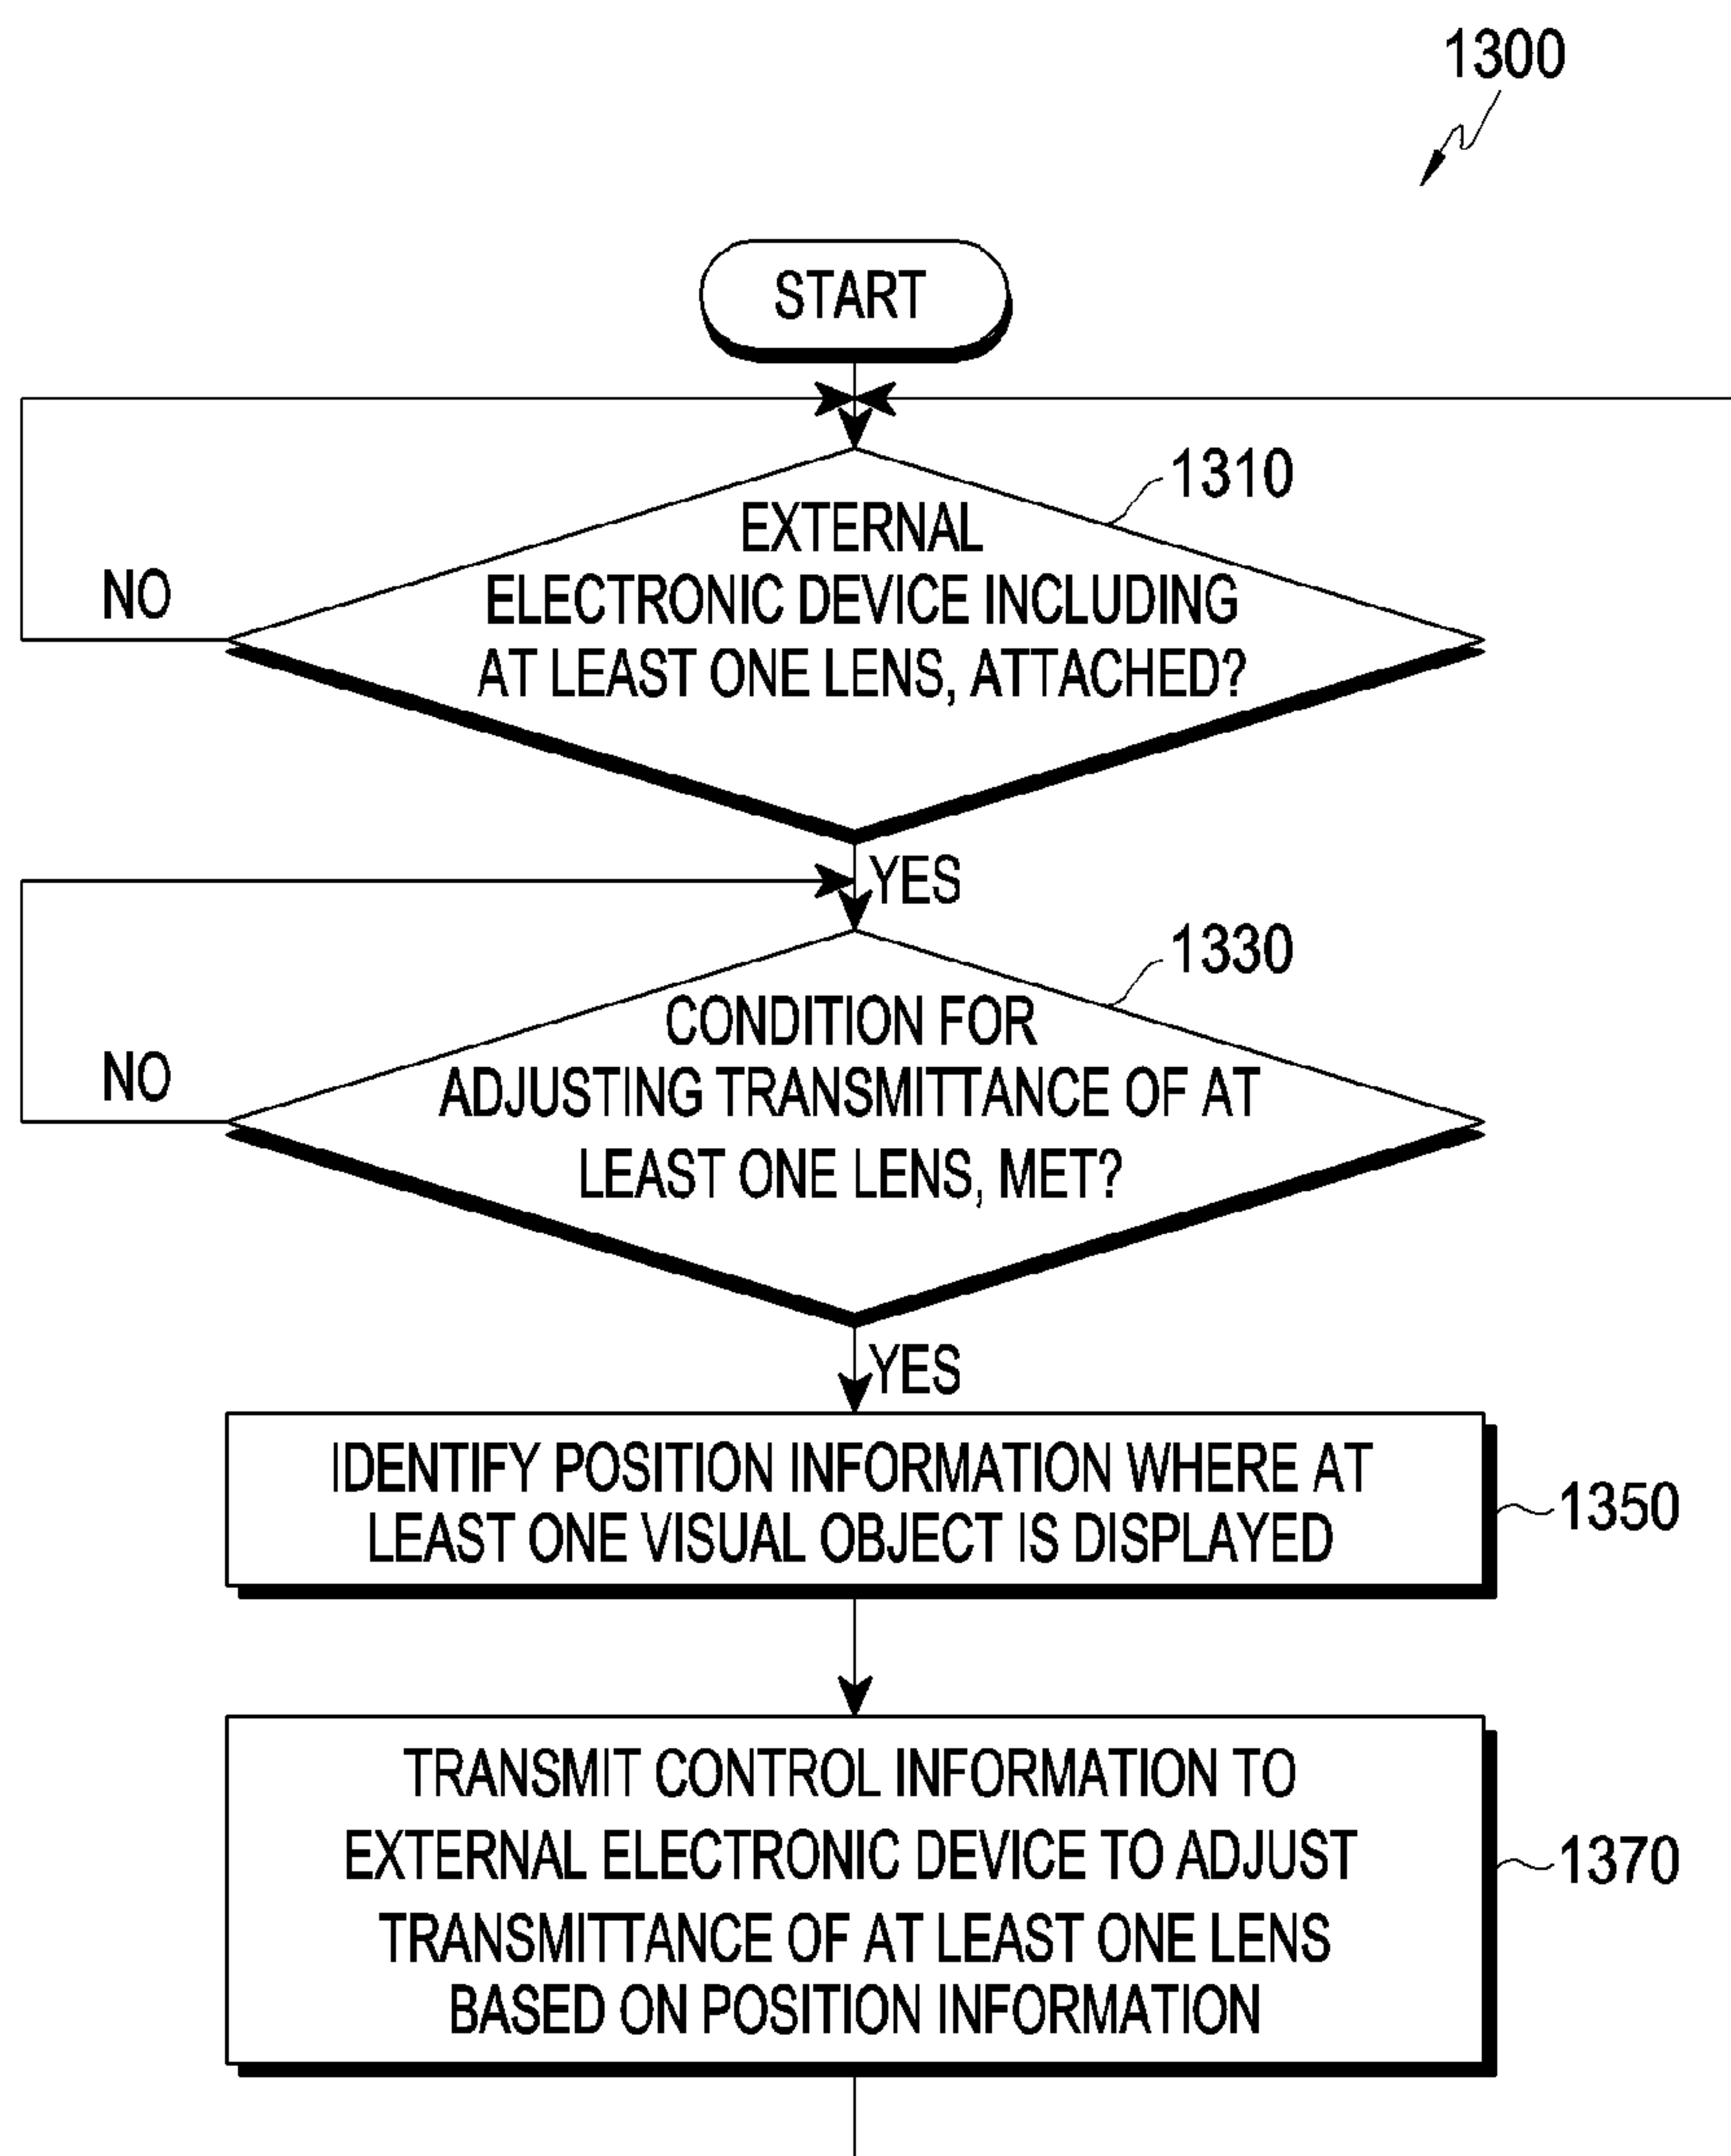 1300
START
1310
EXTERNAL
ELECTRONIC DEVICE INCLUDING
AT LEAST ONE LENS, ATTACHED?
NO
YES
1330
CONDITION FOR
ADJUSTING TRANSMITTANCE OF AT
LEAST ONE LENS, MET?
NO
YES
IDENTIFY POSITION INFORMATION WHERE AT
LEAST ONE VISUAL OBJECT IS DISPLAYED
1350
TRANSMIT CONTROL INFORMATION TO
EXTERNAL ELECTRONIC DEVICE TO ADJUST
TRANSMITTANCE OF AT LEAST ONE LENS
BASED ON POSITION INFORMATION
1370